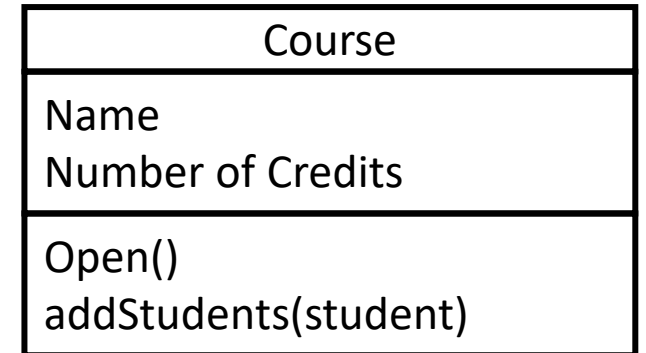 Course
Name
Number of Credits
Open()
addStudents(student)